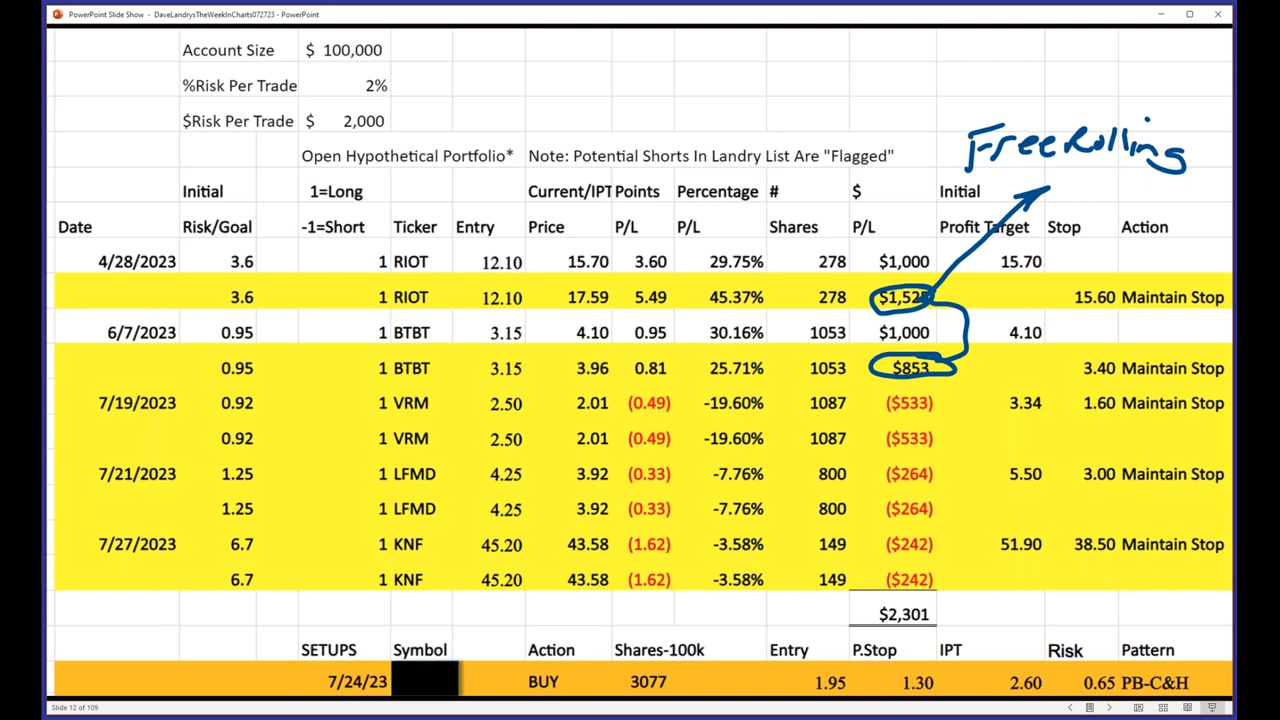 PowerPoint Slide Show - DaveLandrysTheWeekInCharts072723 - PowerPoint
Account Size $ 100,000
%Risk Per Trade 2%
$Risk Per Trade $ 2,000
FreeRolling
Open Hypothetical Portfolio* Note: Potential Shorts In Landry List Are "Flagged"
Initial 1=Long Current/IPT Points Percentage # $ Initial
Date Risk/Goal -1=Short Ticker Entry Price P/L P/L Shares P/L Profit Target Stop Action
4/28/2023 3.6 1 RIOT 12.10 15.70 3.60 29.75% 278 $1,000 15.70
3.6 1 RIOT 12.10 17.59 5.49 45.37% 278 15.60 Maintain Stop
6/7/2023 0.95 1 BTBT 3.15 4.10 0.95 30.16% 1053 $1,000 4.10
0.95 1 BTBT 3.15 3.96 0.81 25.71% 1053 $853 3.40 Maintain Stop
7/19/2023 0.92 1 VRM 2.50 2.01 (0.49) -19.60% 1087 ($533) 3.34 1.60 Maintain Stop
0.92 1 VRM 2.50 2.01 (0.49) -19.60% 1087 ($533)
7/21/2023 1.25 1 LFMD 4.25 3.92 (0.33) -7.76% 800 ($264) 5.50 3.00 Maintain Stop
1.25 1 LFMD 4.25 3.92 (0.33) -7.76% 800 ($264)
7/27/2023 6.7 1 KNF 45.20 43.58 (1.62) -3.58% 149 ($242) 51.90 38.50 Maintain Stop
6.7 1 KNF 45.20 43.58 (1.62) -3.58% 149 ($242)
$2,301
SETUPS Symbol Action Shares-100k Entry P.Stop IPT Risk Pattern
7/24/23 BUY 3077 1.95 1.30 2.60 0.65 PB-C&H
Slide 12 of 109